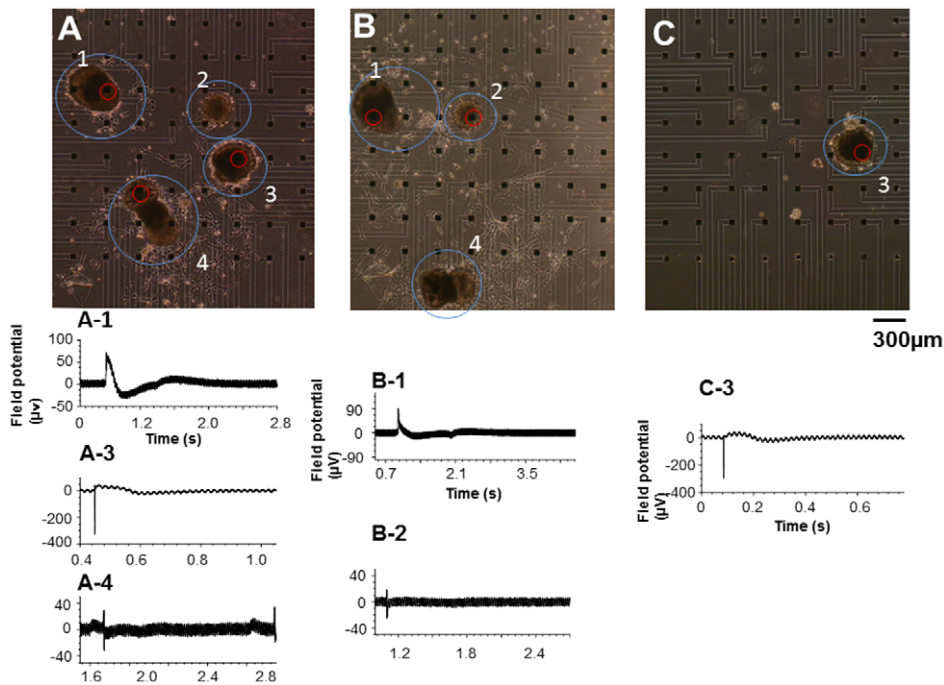 A
1
2
3
4
B
1
2
4
C
3
300μm
A-1
Field potential
(μv)
100
50
0
-50
0 1.2 2.0 2.8
Time (s)
A-3
0
-200
-400
0.4 0.6 0.8 1.0
A-4
40
0
-40
1.6 2.0 2.4 2.8
B-1
Field potential
(μV)
90
0
-90
0.7 2.1 3.5
Time (s)
B-2
40
0
-40
1.2 1.8 2.4
C-3
Field potential
(μV)
0
-200
-400
0 0.2 0.4 0.6
Time (s)